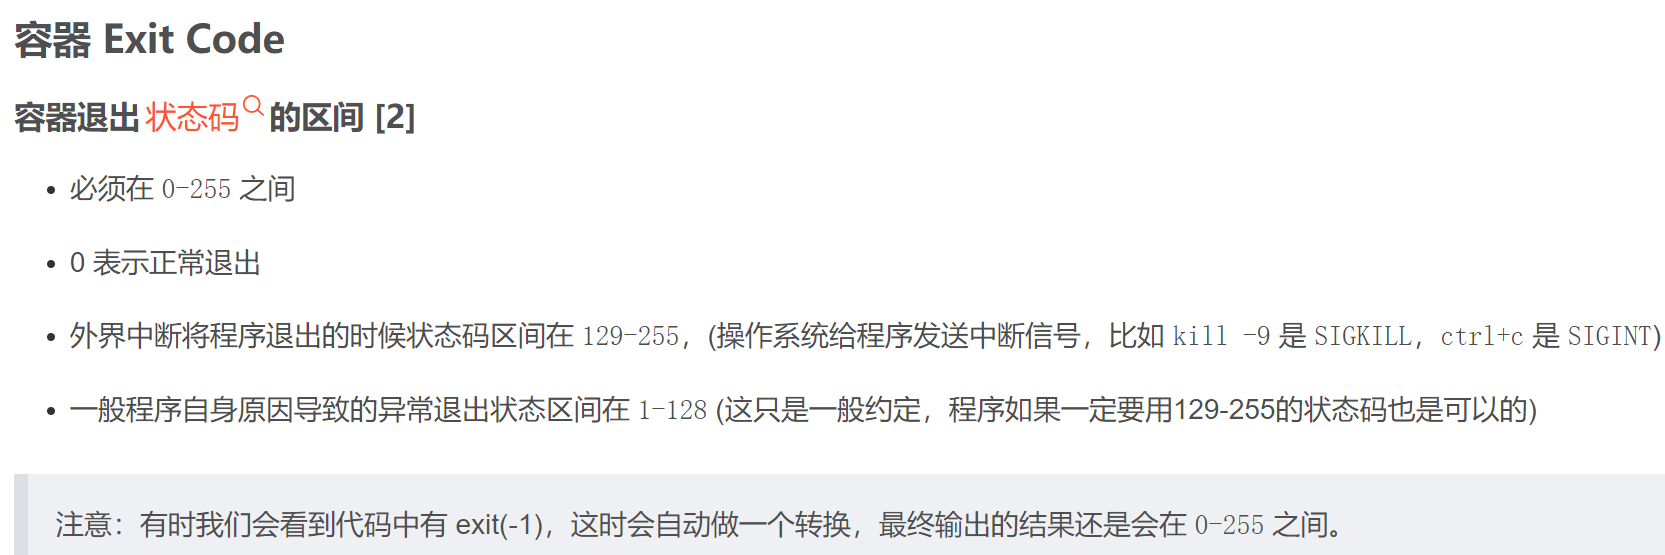 容器 Exit Code
容器退出状态码的区间 [2]
必须在 0-255 之间
0 表示正常退出
外界中断将程序退出的时候状态码区间在 129-255，(操作系统给程序发送中断信号，比如 kill -9 是 SIGKILL，ctrl+c 是 SIGINT)
一般程序自身原因导致的异常退出状态区间在 1-128 (这只是一般约定，程序如果一定要用129-255的状态码也是可以的)
注意：有时我们会看到代码中有 exit(-1)，这时会自动做一个转换，最终输出的结果还是会在 0-255 之间。